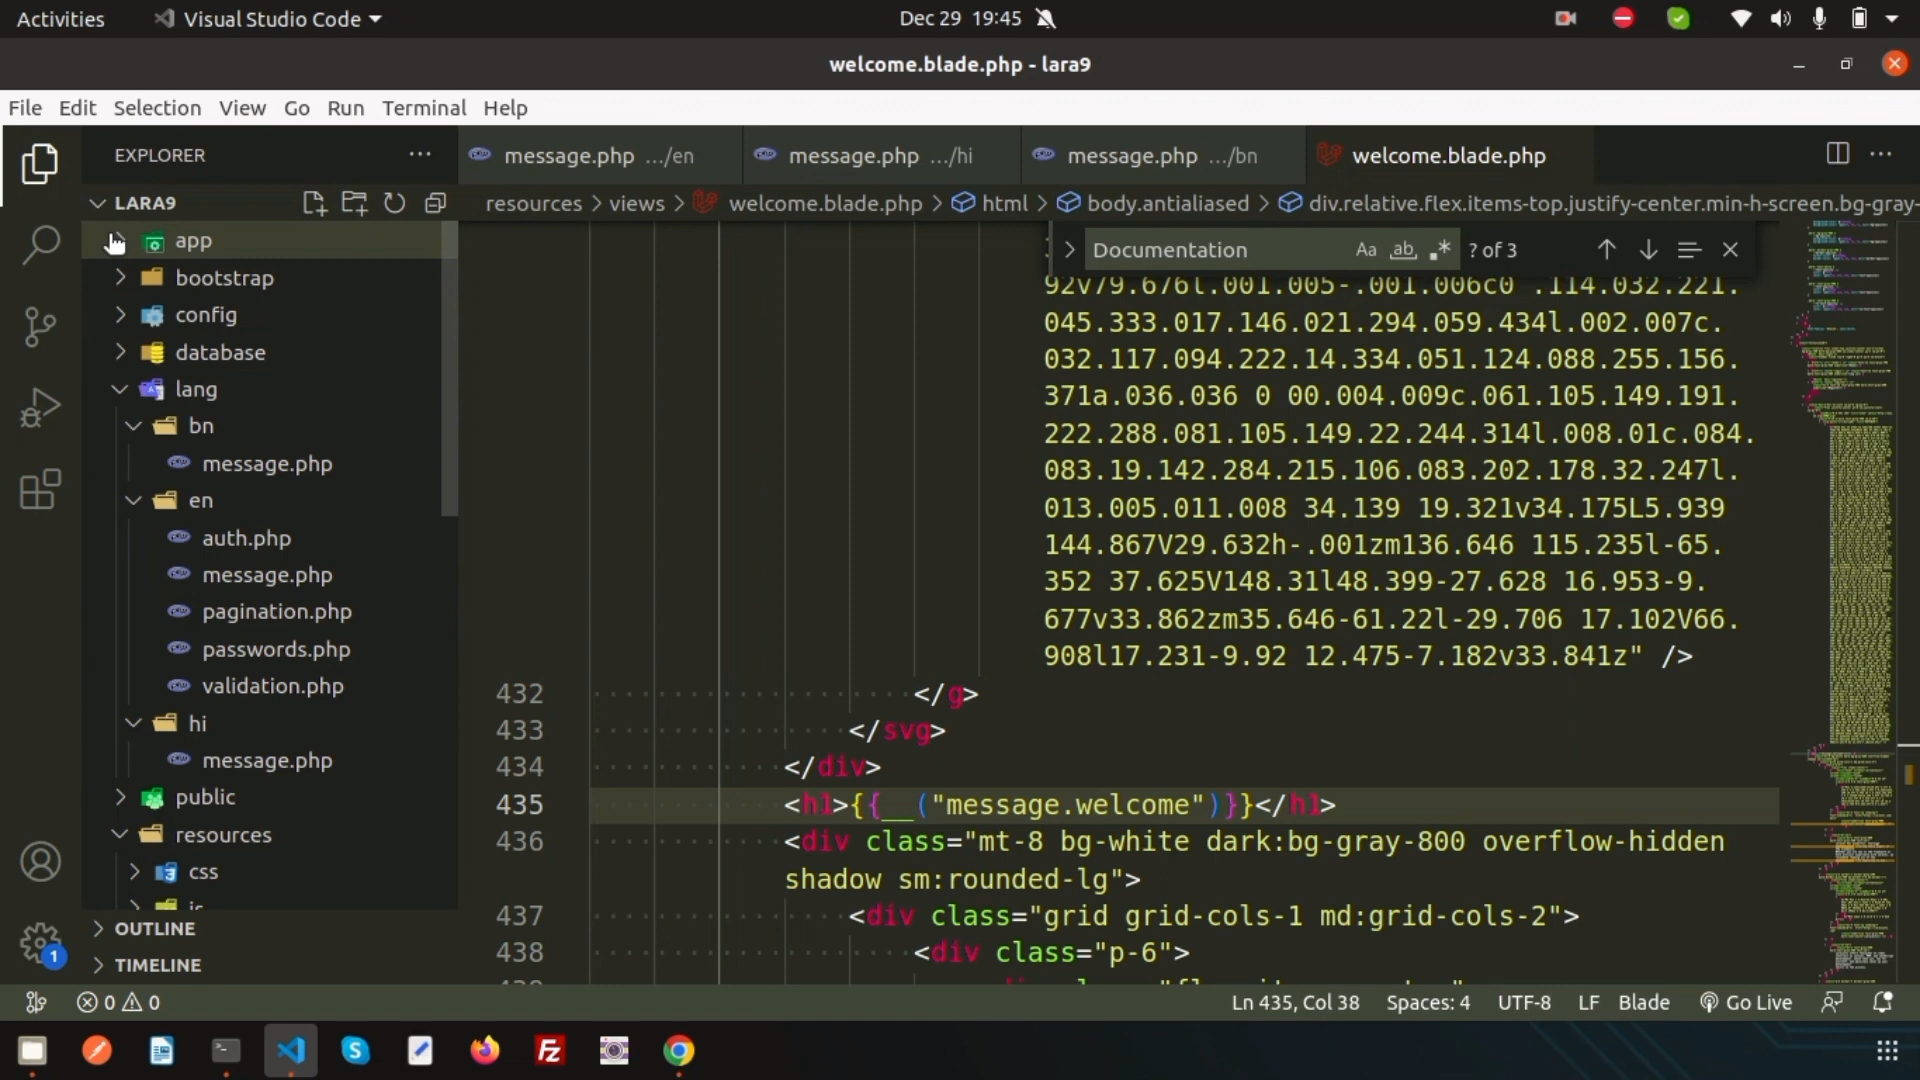 Activities
Visual Studio Code
Dec 29 19:45
welcome.blade.php - lara9
File Edit Selection View Go Run Terminal Help
EXPLORER
message.php .../en
message.php .../hi
message.php .../bn
welcome.blade.php
LARA9
resources > views > welcome.blade.php > html > body.antialiased > div.relative.flex.items-top.justify-center.min-h-screen.bg-gray-
Documentation
Aa ab .* ? of 3
app
bootstrap
config
database
lang
bn
message.php
en
auth.php
message.php
pagination.php
passwords.php
validation.php
hi
message.php
public
resources
css
OUTLINE
TIMELINE
92v79.676l.001.005-.001.006c0 .114.032.221.
045.333.017.146.021.294.059.434l.002.007c.
032.117.094.222.14.334.051.124.088.255.156.
371a.036.036 0 00.004.009c.061.105.149.191.
222.288.081.105.149.22.244.314l.008.01c.084.
083.19.142.284.215.106.083.202.178.32.247l.
013.005.011.008 34.139 19.321v34.175L5.939
144.867V29.632h-.001zm136.646 115.235l-65.
352 37.625V148.31l48.399-27.628 16.953-9.
677v33.862zm35.646-61.22l-29.706 17.102V66.
908l17.231-9.92 12.475-7.182v33.841z" />
432 </g>
433 </svg>
434 </div>
435 <h1>{{__("message.welcome")}}</h1>
436 <div class="mt-8 bg-white dark:bg-gray-800 overflow-hidden
shadow sm:rounded-lg">
437 <div class="grid grid-cols-1 md:grid-cols-2">
438 <div class="p-6">
1
0 0
Ln 435, Col 38 Spaces: 4 UTF-8 LF Blade Go Live